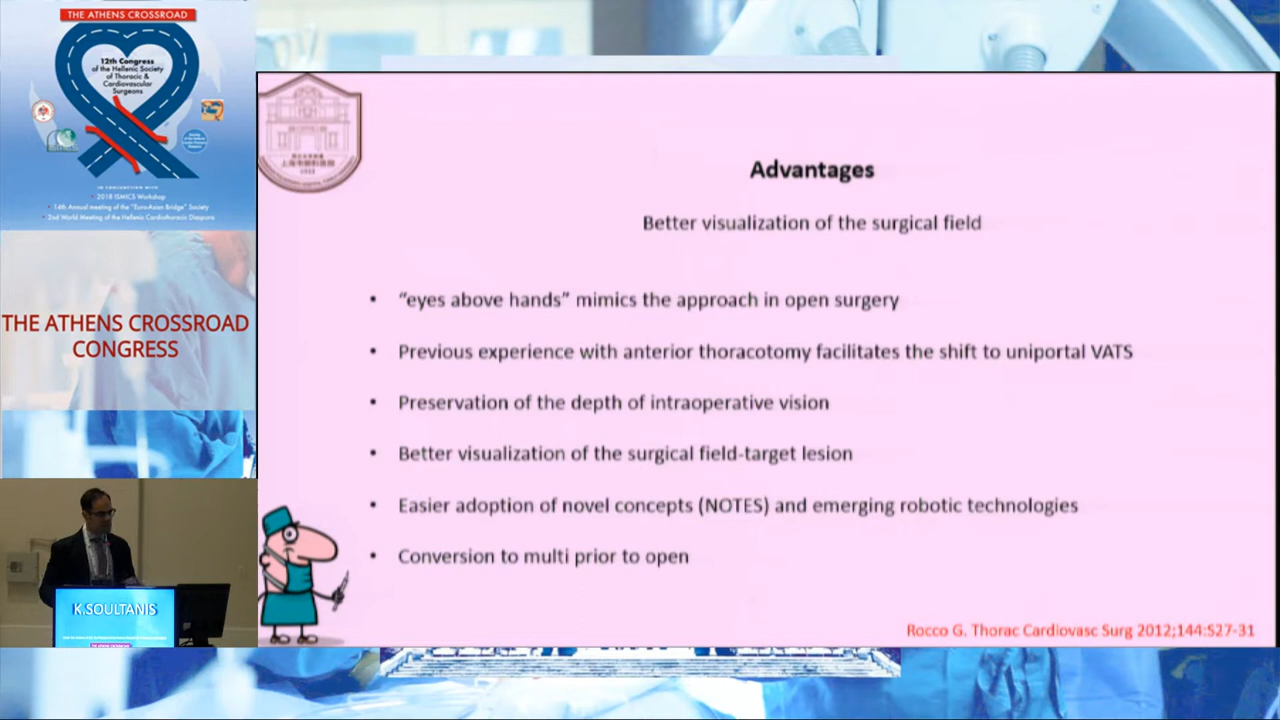 THE ATHENS CROSSROAD
12th Congress
of the Hellenic Society
of Thoracic &
Cardiovascular
Surgeons
IN CONJUNCTION WITH
• 2018 ISMICS Workshop
• 14th Annual meeting of the "Euro-Asian Bridge" Society
• 2nd World Meeting of the Hellenic Cardiothoracic Diaspora
THE ATHENS CROSSROAD
CONGRESS
K.SOULTANIS
Advantages
Better visualization of the surgical field
• "eyes above hands" mimics the approach in open surgery
• Previous experience with anterior thoracotomy facilitates the shift to uniportal VATS
• Preservation of the depth of intraoperative vision
• Better visualization of the surgical field-target lesion
• Easier adoption of novel concepts (NOTES) and emerging robotic technologies
• Conversion to multi prior to open
Rocco G. Thorac Cardiovasc Surg 2012;144:S27-31